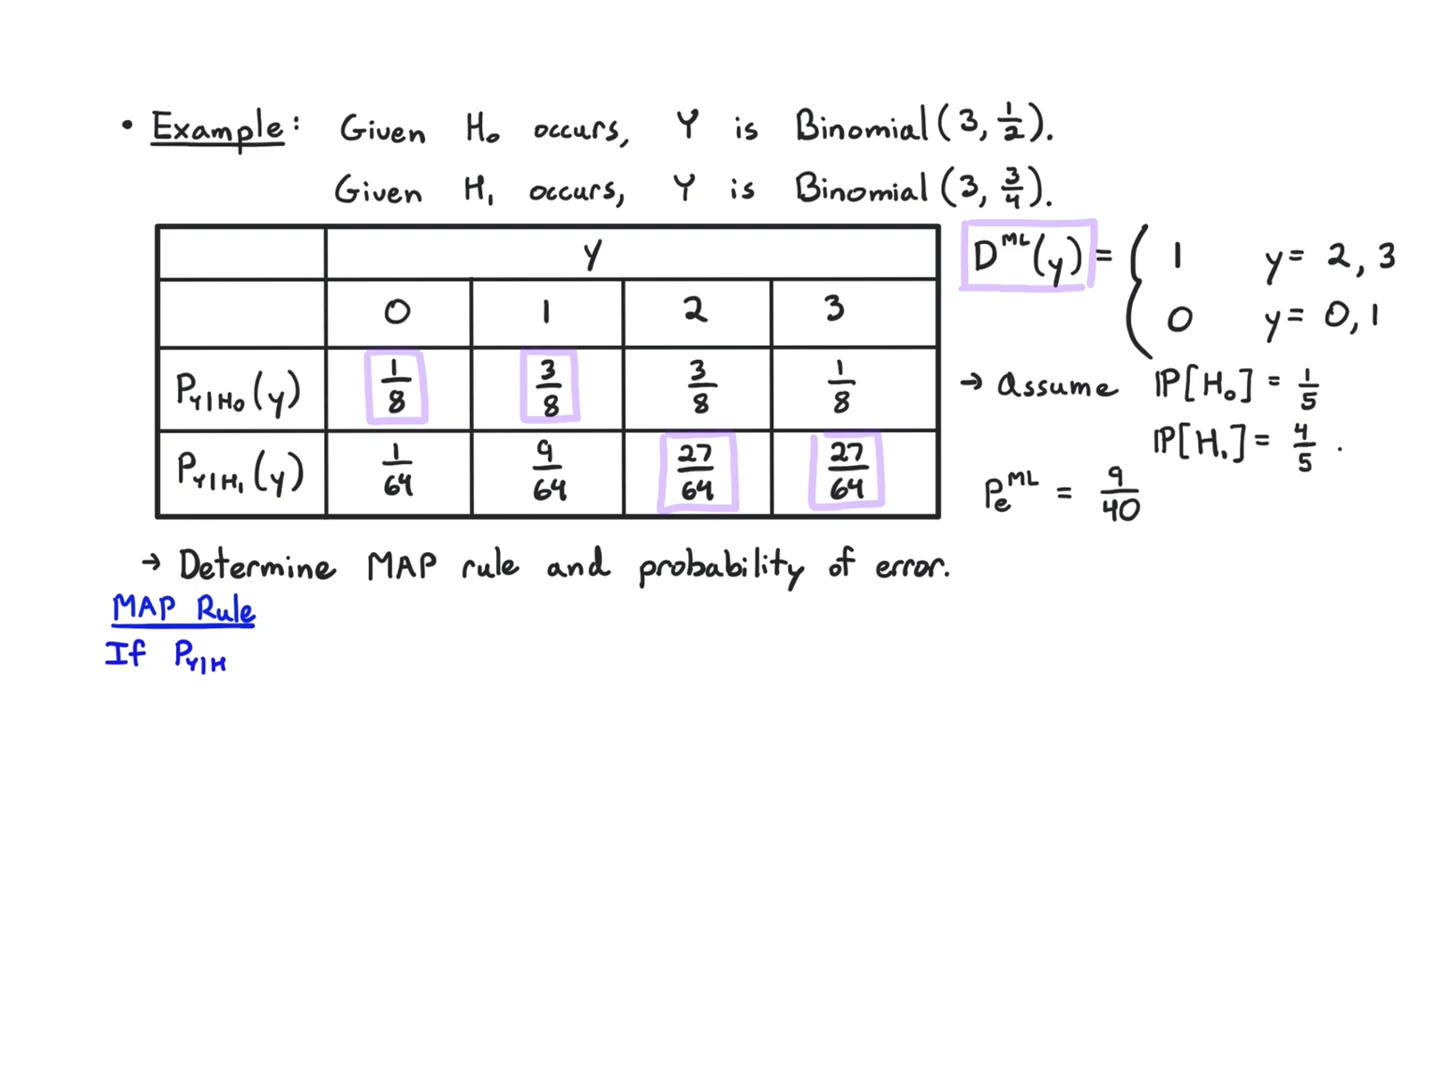 • Example: Given H₀ occurs, Y is Binomial(3, 1/2).
Given H₁ occurs, Y is Binomial(3, 3/4).
y
0 1 2 3
P_{Y|H₀}(y) 1/8 3/8 3/8 1/8
P_{Y|H₁}(y) 1/64 9/64 27/64 27/64
D^{ML}(y) = { 1 y = 2, 3
0 y = 0, 1
→ Assume ℙ[H₀] = 1/5
ℙ[H₁] = 4/5 .
P_e^{ML} = 9/40
→ Determine MAP rule and probability of error.
MAP Rule
If P_{Y|H}